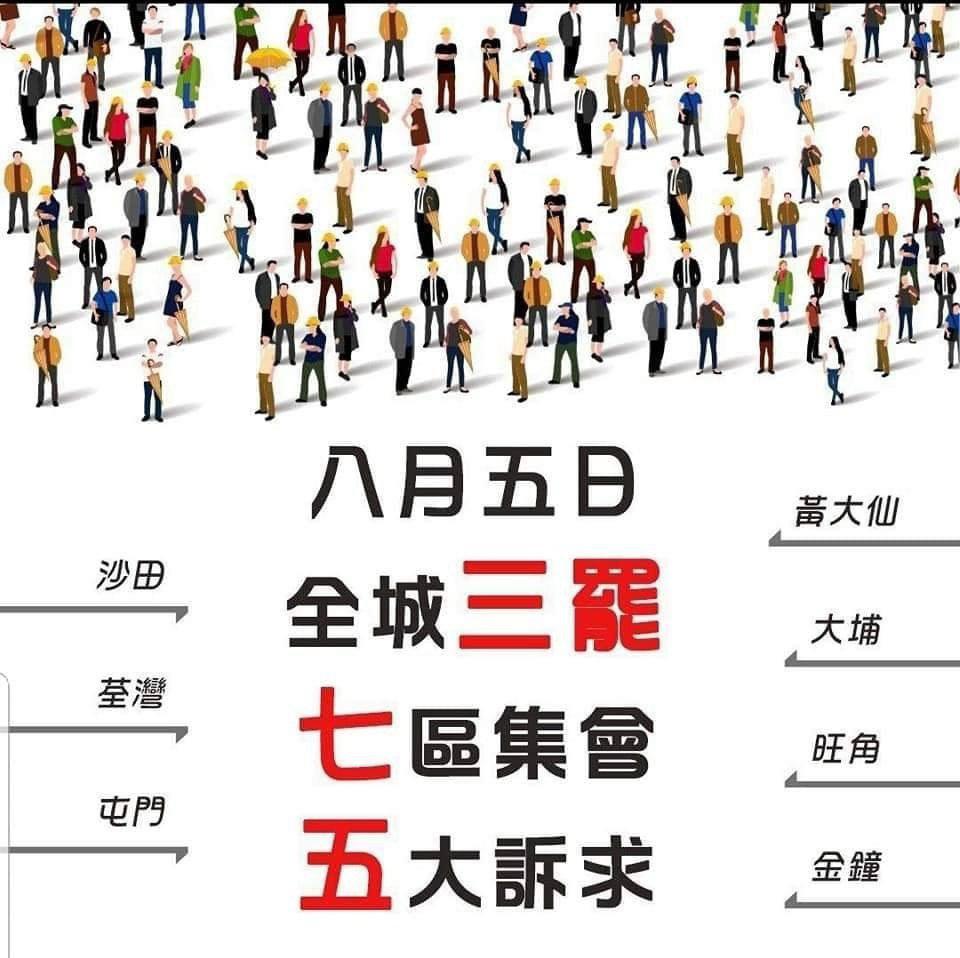 八月五日
全城三罷
七區集會
五大訴求
沙田
荃灣
屯門
黃大仙
大埔
旺角
金鐘